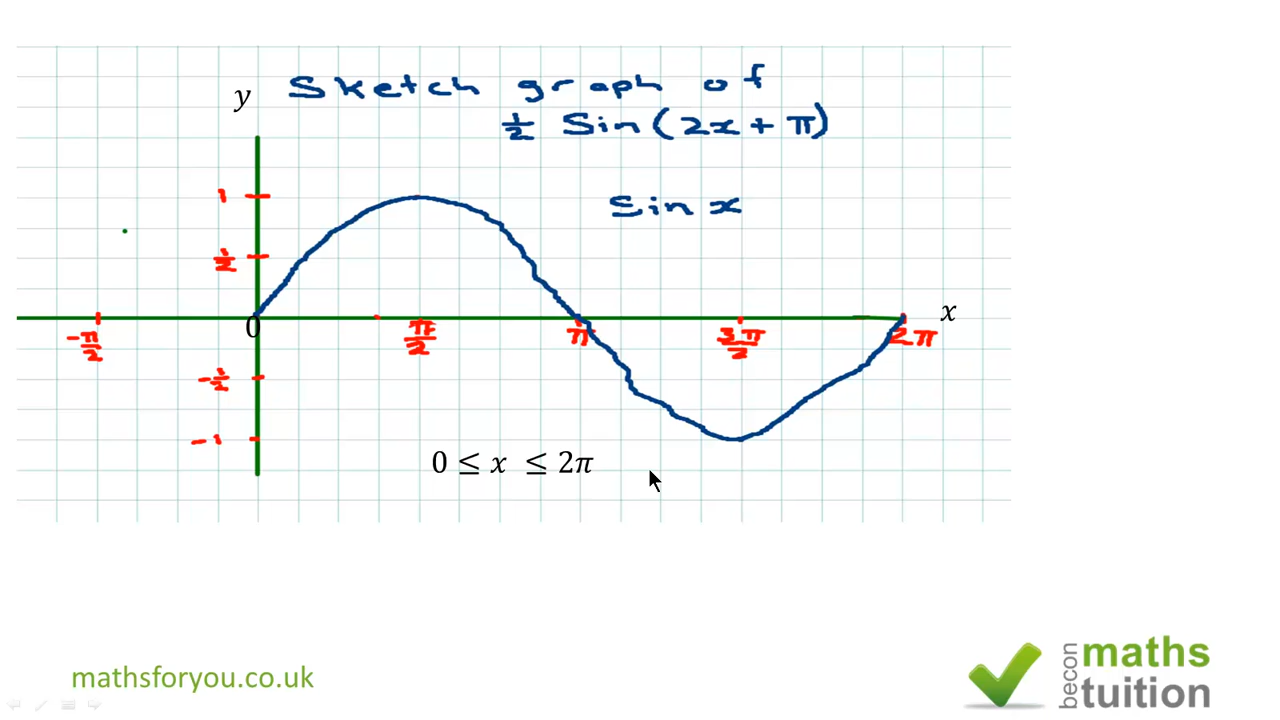 Sketch graph of
y
½ Sin(2x + π)
1
Sin x
½
0
x
-π/2
π/2
π
3π/2
2π
-½
-1
0 ≤ x ≤ 2π
mathsforyou.co.uk
becon maths tuition